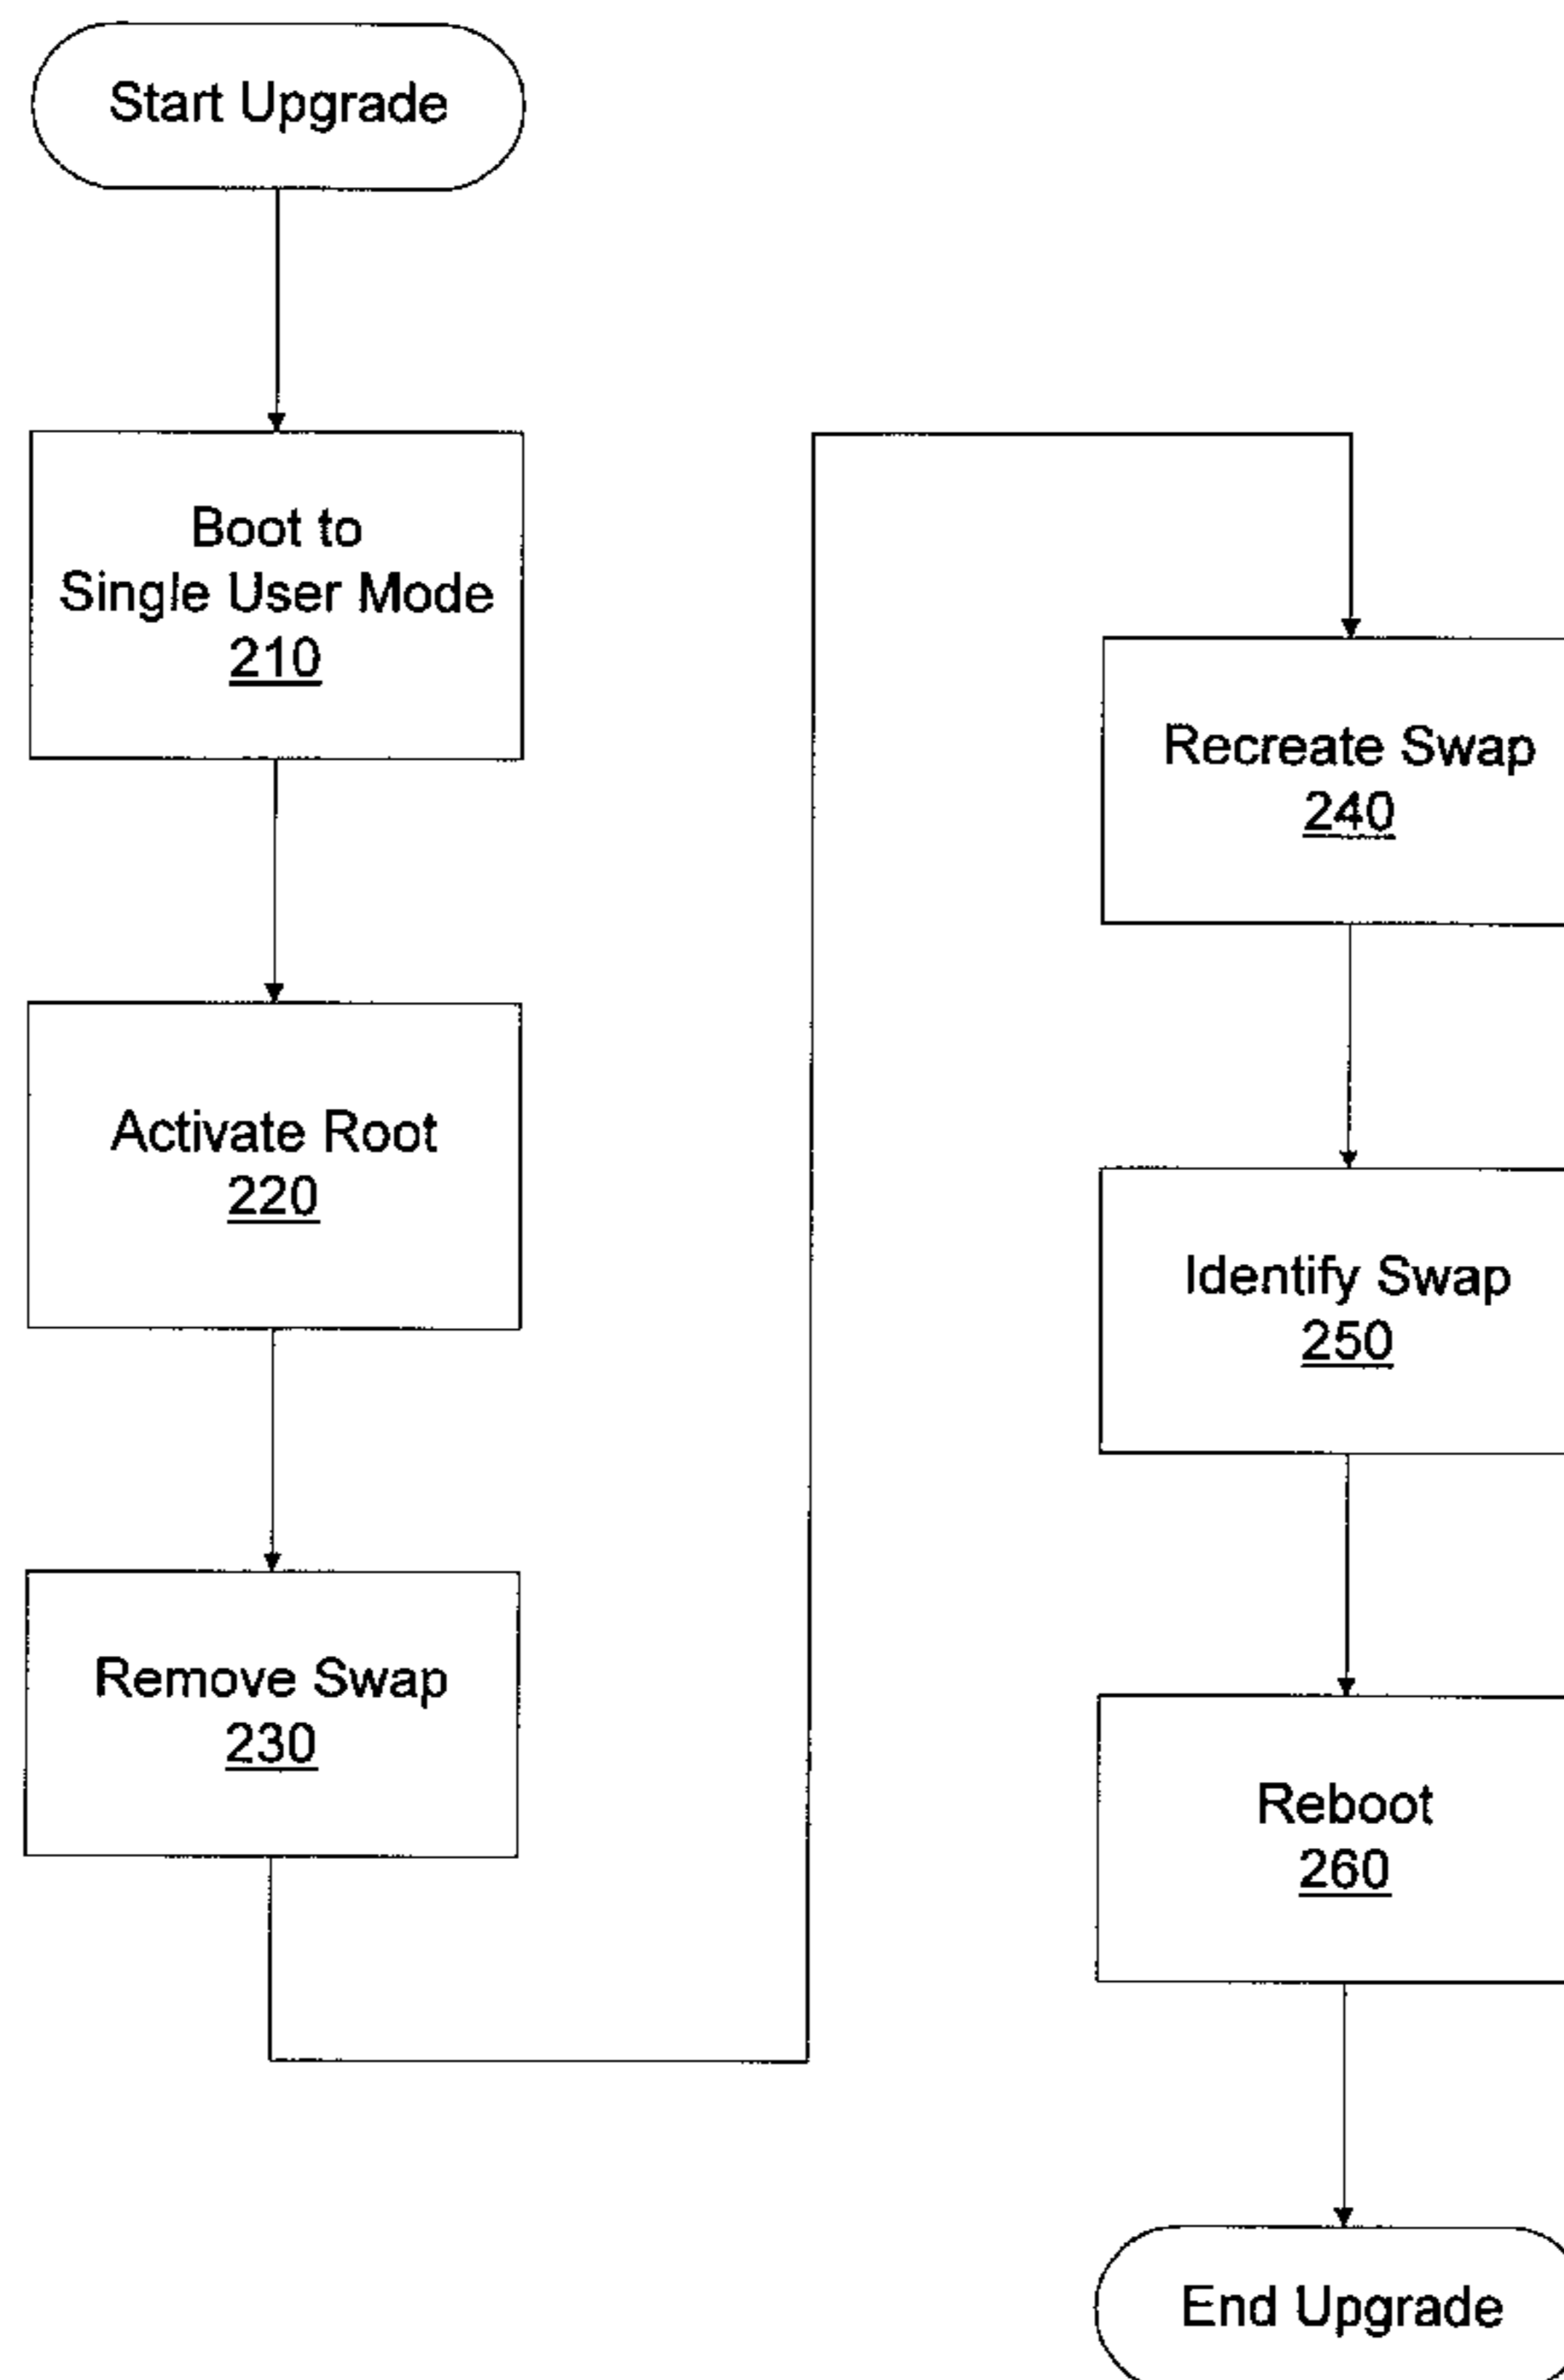 Start Upgrade
Boot to
Single User Mode
210
Activate Root
220
Remove Swap
230
Recreate Swap
240
Identify Swap
250
Reboot
260
End Upgrade